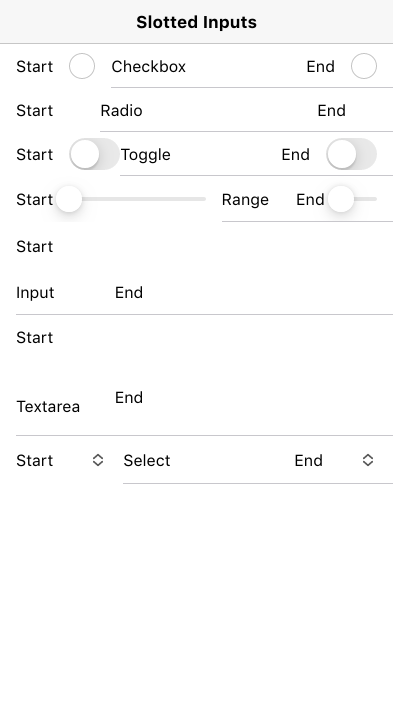 Slotted Inputs
Start Checkbox End
Start Radio End
Start Toggle End
Start Range End
Start
Input End
Start
End
Textarea
Start Select End